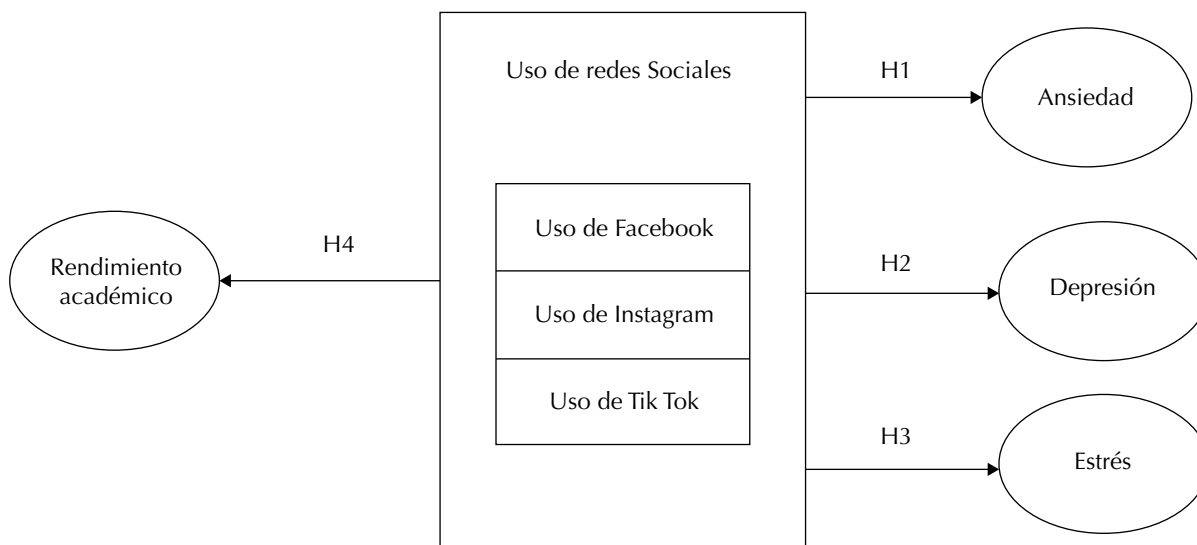 Uso de redes Sociales
H1
Ansiedad
Uso de Facebook
H4
Rendimiento
académico
H2
Depresión
Uso de Instagram
Uso de Tik Tok
H3
Estrés